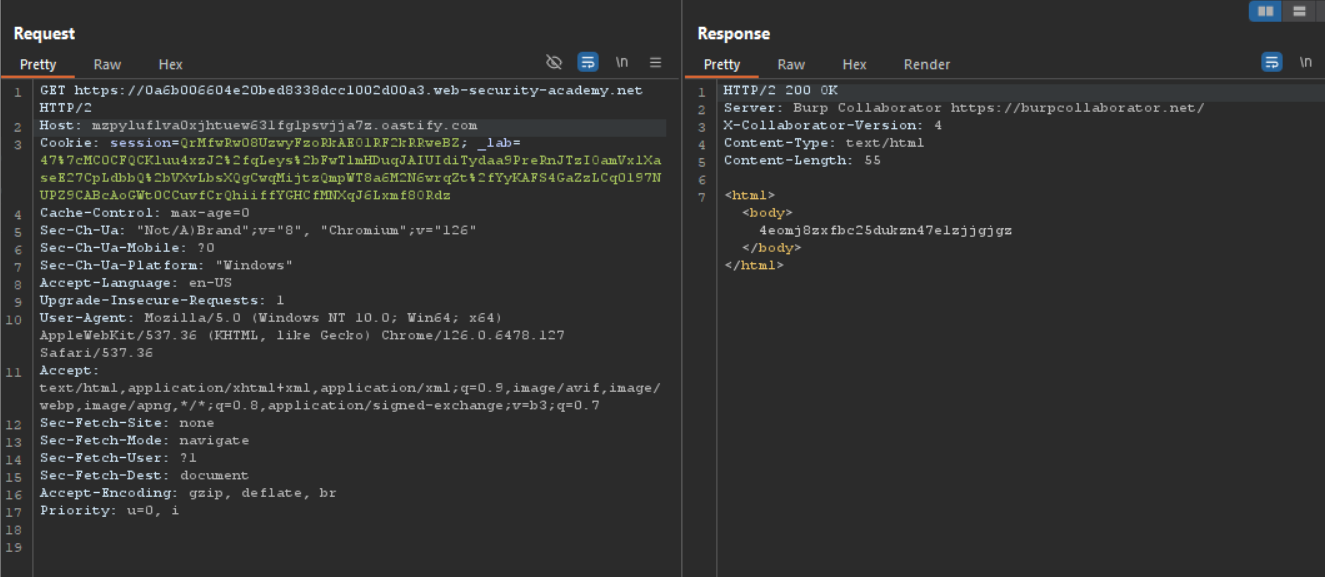 Request
Pretty Raw Hex \n
1 GET https://0a6b006604e20bed8338dcc1002d00a3.web-security-academy.net
HTTP/2
2 Host: mzpyluflva0xjhtuew63lfglpsvjja7z.oastify.com
3 Cookie: session=QrMfwRw08UzwyFzoRkAE0lRF2kRRweBZ; _lab=
47%7cMC0CFQCKluu4xzJ2%2fqLeys%2bFwTlmHDuqJAIUIdiTydaa9PreRnJTzI0amVxlXa
seE27CpLdbbQ%2bVXvLbsXQgCwqMijtzQmpWT8a6M2N6wrqZt%2fYyKAFS4GaZzLCq0l97N
UPZ9CABcAoGWt0CCuvfCrQhiiffYGHCfMNXqJ6Lxmf80Rdz
4 Cache-Control: max-age=0
5 Sec-Ch-Ua: "Not/A)Brand";v="8", "Chromium";v="126"
6 Sec-Ch-Ua-Mobile: ?0
7 Sec-Ch-Ua-Platform: "Windows"
8 Accept-Language: en-US
9 Upgrade-Insecure-Requests: 1
10 User-Agent: Mozilla/5.0 (Windows NT 10.0; Win64; x64)
AppleWebKit/537.36 (KHTML, like Gecko) Chrome/126.0.6478.127
Safari/537.36
11 Accept:
text/html,application/xhtml+xml,application/xml;q=0.9,image/avif,image/
webp,image/apng,*/*;q=0.8,application/signed-exchange;v=b3;q=0.7
12 Sec-Fetch-Site: none
13 Sec-Fetch-Mode: navigate
14 Sec-Fetch-User: ?1
15 Sec-Fetch-Dest: document
16 Accept-Encoding: gzip, deflate, br
17 Priority: u=0, i
18
19
Response
Pretty Raw Hex Render \n
1 HTTP/2 200 OK
2 Server: Burp Collaborator https://burpcollaborator.net/
3 X-Collaborator-Version: 4
4 Content-Type: text/html
5 Content-Length: 55
6
7 <html>
<body>
4eomj8zxfbc25dukzn47elzjjgjgz
</body>
</html>